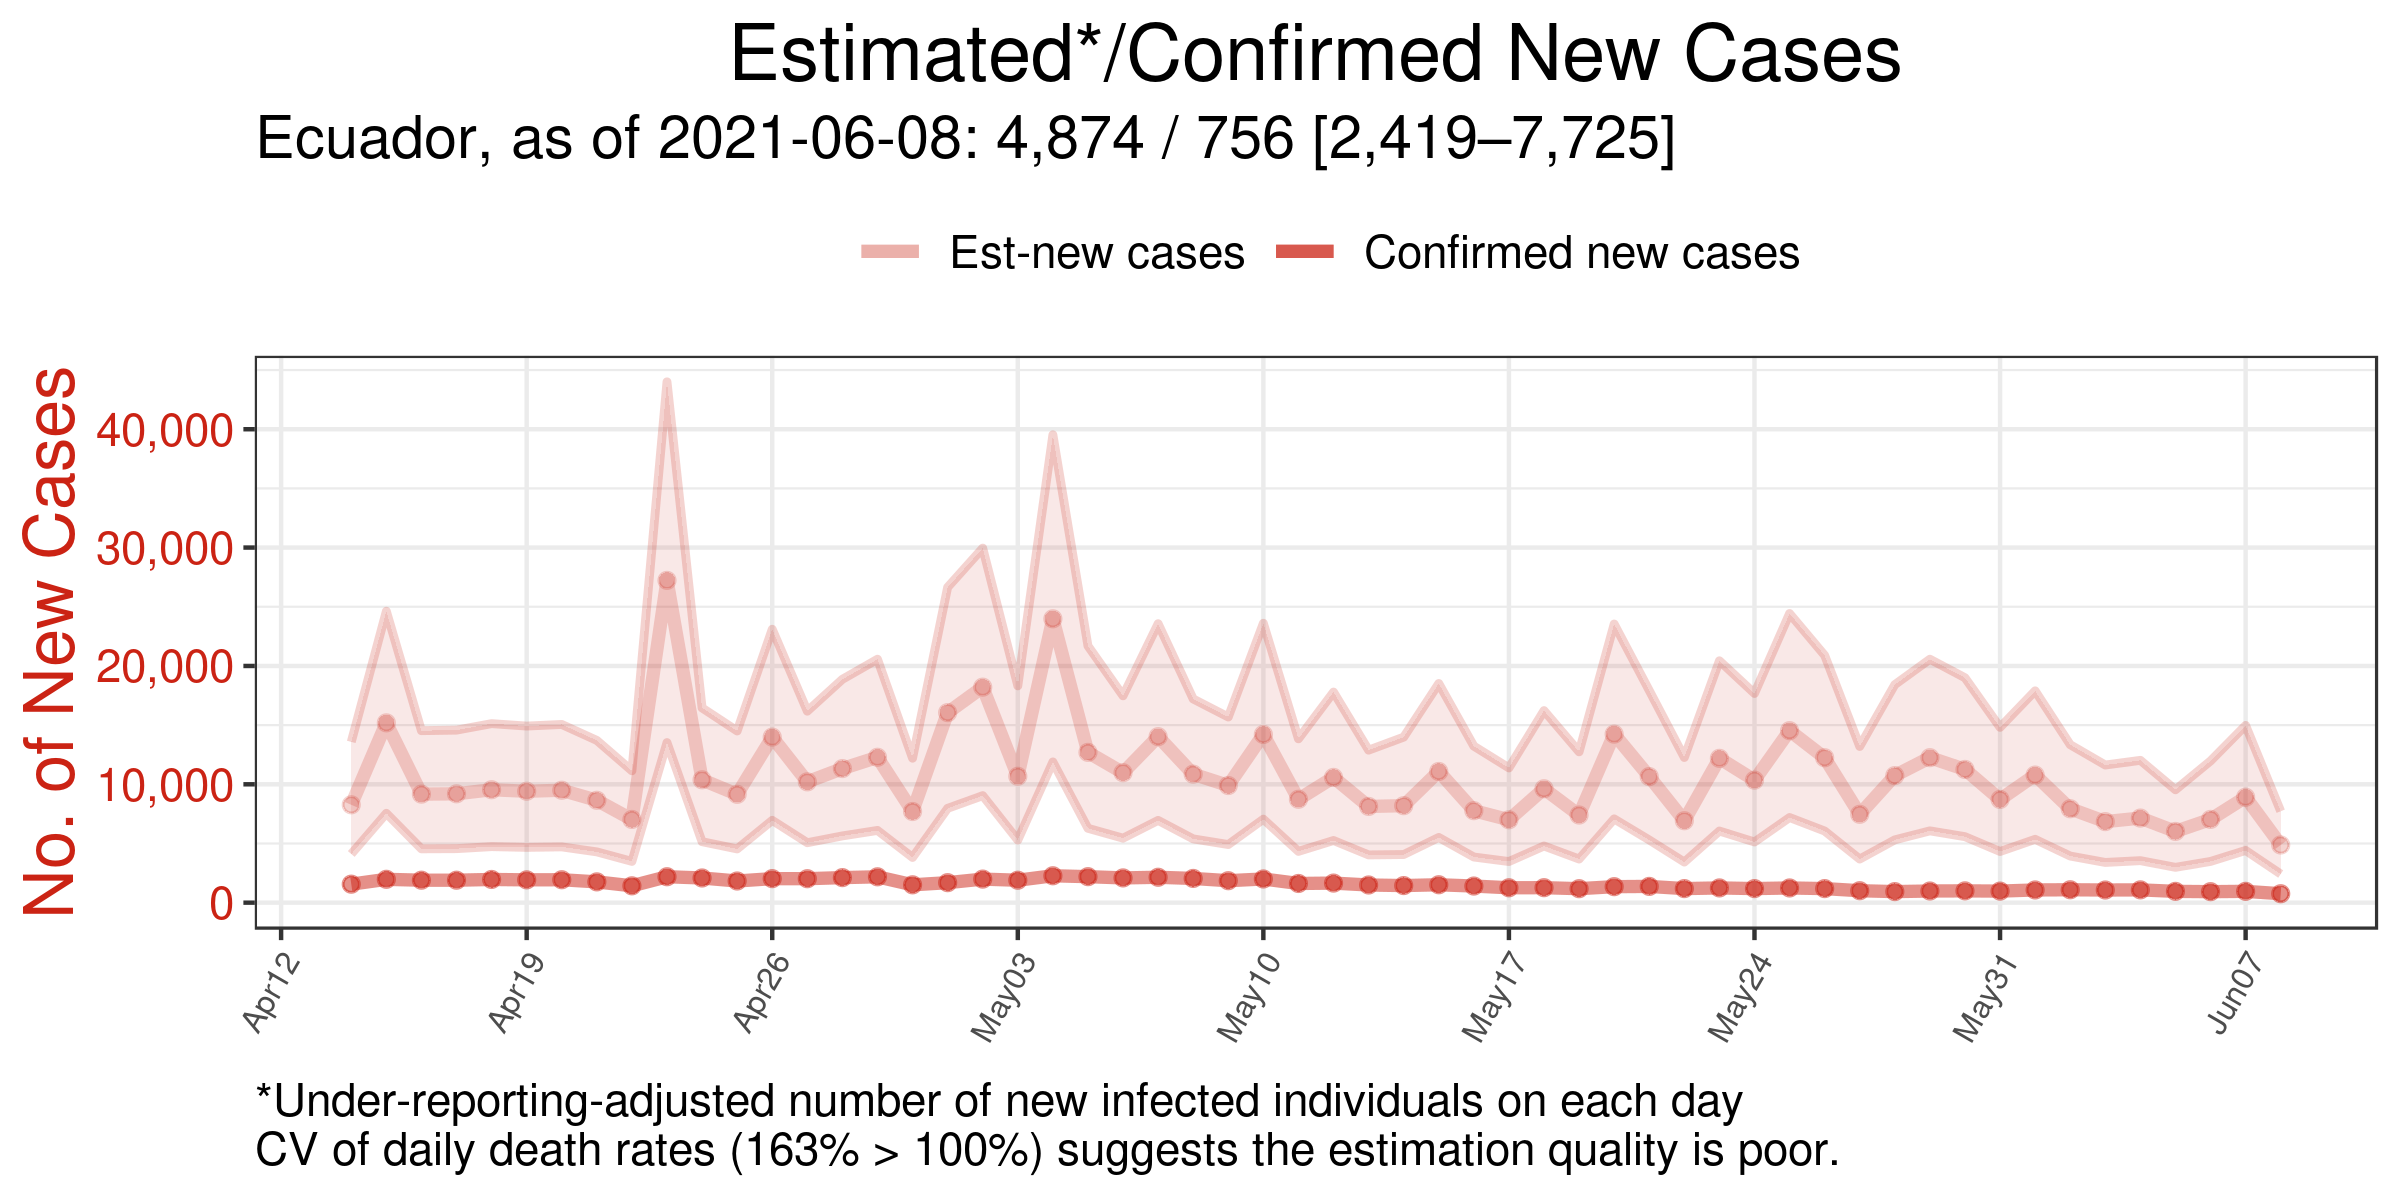 Estimated*/Confirmed New Cases
Ecuador, as of 2021-06-08: 4,874 / 756 [2,419–7,725]
Est-new cases
Confirmed new cases
No. of New Cases
40,000
30,000
20,000
10,000
0
Apr12
Apr19
Apr26
May03
May10
May17
May24
May31
Jun07
*Under-reporting-adjusted number of new infected individuals on each day
CV of daily death rates (163% > 100%) suggests the estimation quality is poor.